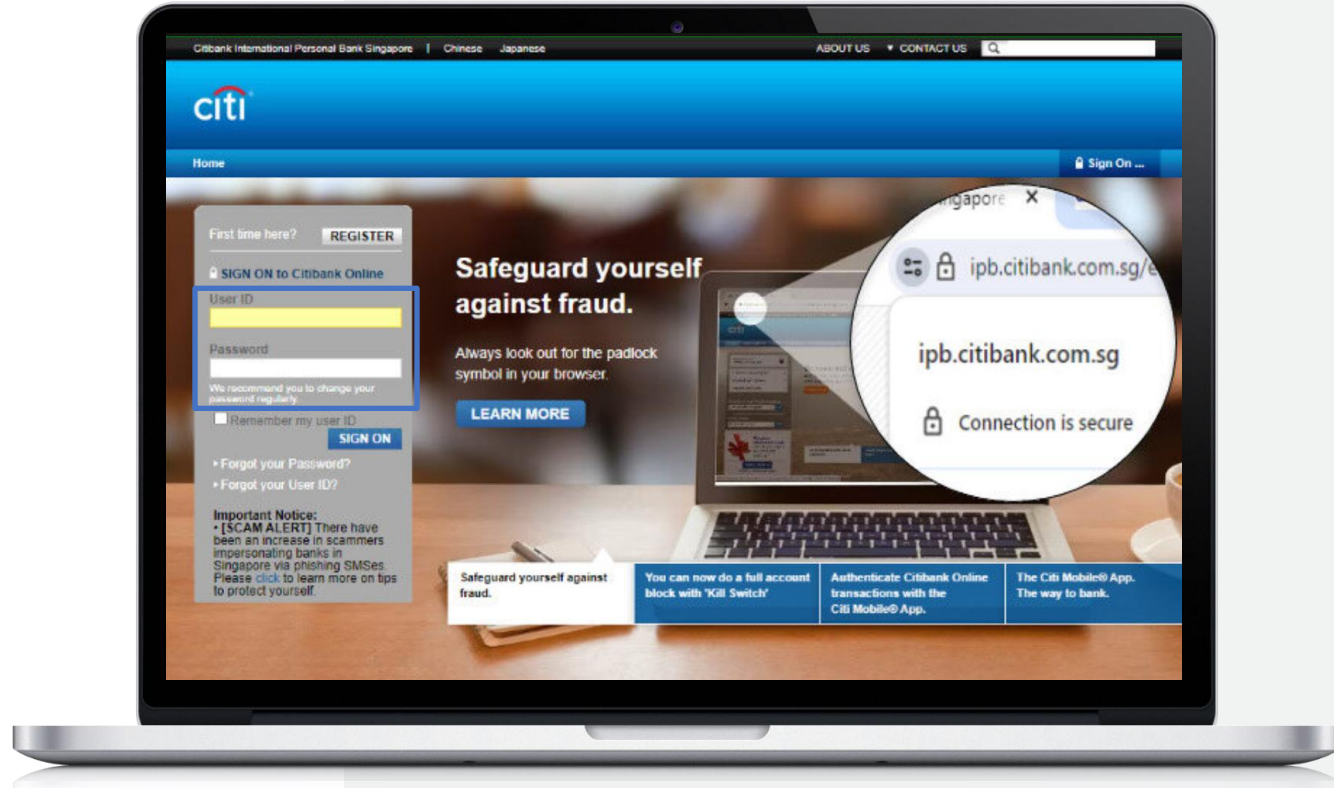 Citibank International Personal Bank Singapore | Chinese Japanese
ABOUT US ▼ CONTACT US
citi
Home
Sign On ...
First time here? REGISTER
SIGN ON to Citibank Online
User ID
Password
We recommend you to change your
password regularly.
Remember my user ID
SIGN ON
▸ Forgot your Password?
▸ Forgot your User ID?
Important Notice:
• [SCAM ALERT] There have
been an increase in scammers
impersonating banks in
Singapore via phishing SMSes.
Please click to learn more on tips
to protect yourself.
Safeguard yourself
against fraud.
Always look out for the padlock
symbol in your browser.
LEARN MORE
ngapore ×
ipb.citibank.com.sg/e
ipb.citibank.com.sg
Connection is secure
Safeguard yourself against
fraud.
You can now do a full account
block with 'Kill Switch'
Authenticate Citibank Online
transactions with the
Citi Mobile® App.
The Citi Mobile® App.
The way to bank.